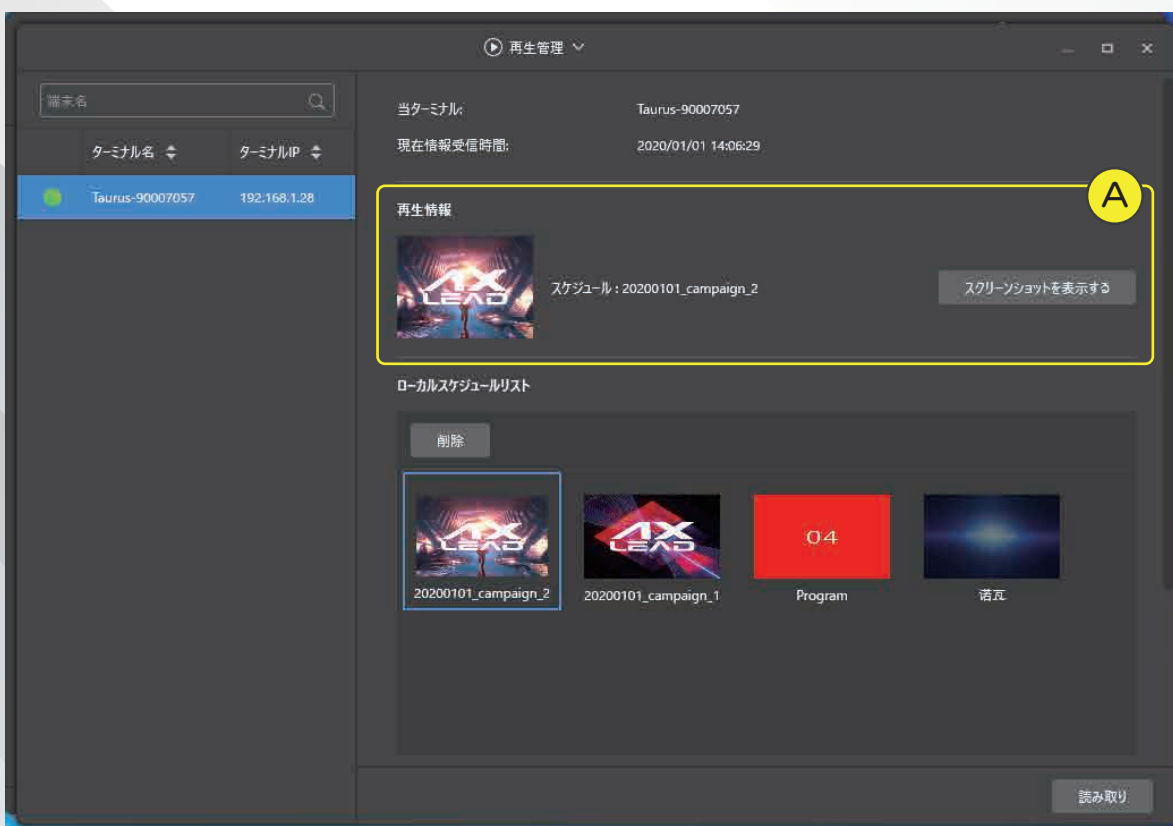 再生管理
端末名
ターミナル名 ターミナルIP
Taurus-90007057 192.168.1.28
当ターミナル: Taurus-90007057
現在情報受信時間: 2020/01/01 14:06:29
A
再生情報
AX
LEAD
スケジュール : 20200101_campaign_2
スクリーンショットを表示する
ローカルスケジュールリスト
削除
AX
LEAD
20200101_campaign_2
AX
LEAD
20200101_campaign_1
04
Program
诺瓦
読み取り